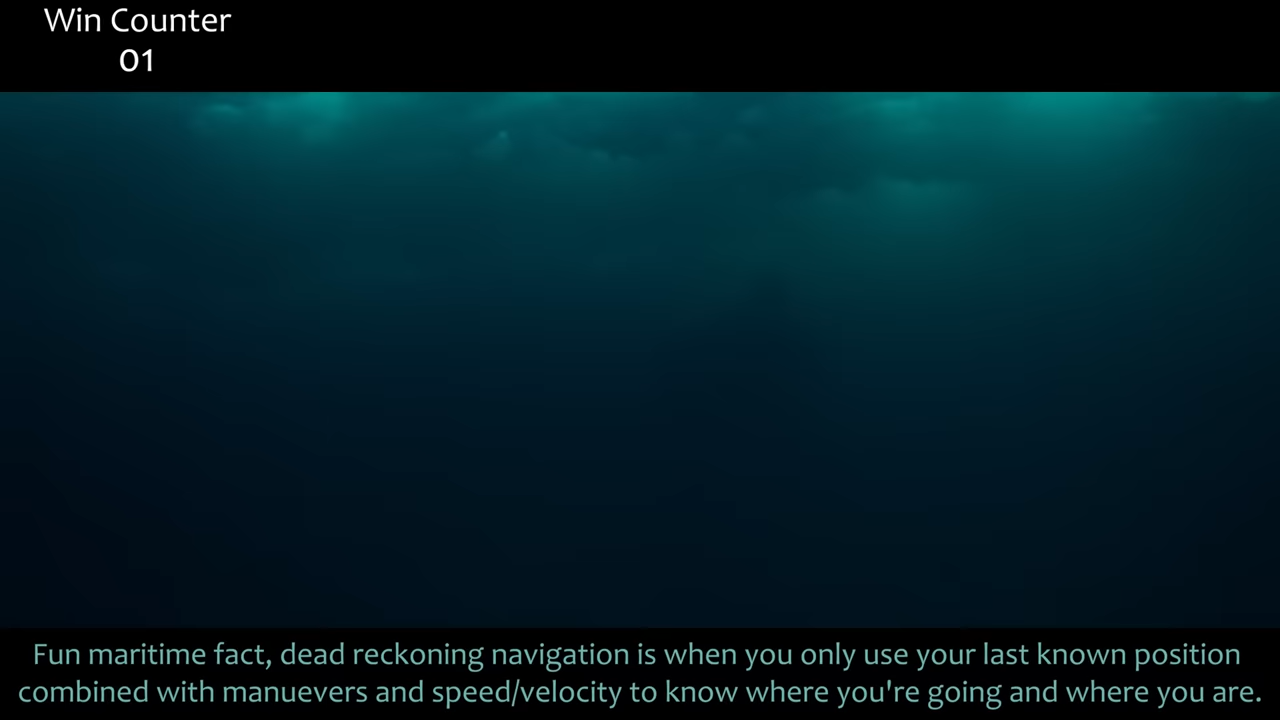 Win Counter
01
Fun maritime fact, dead reckoning navigation is when you only use your last known position
combined with manuevers and speed/velocity to know where you're going and where you are.